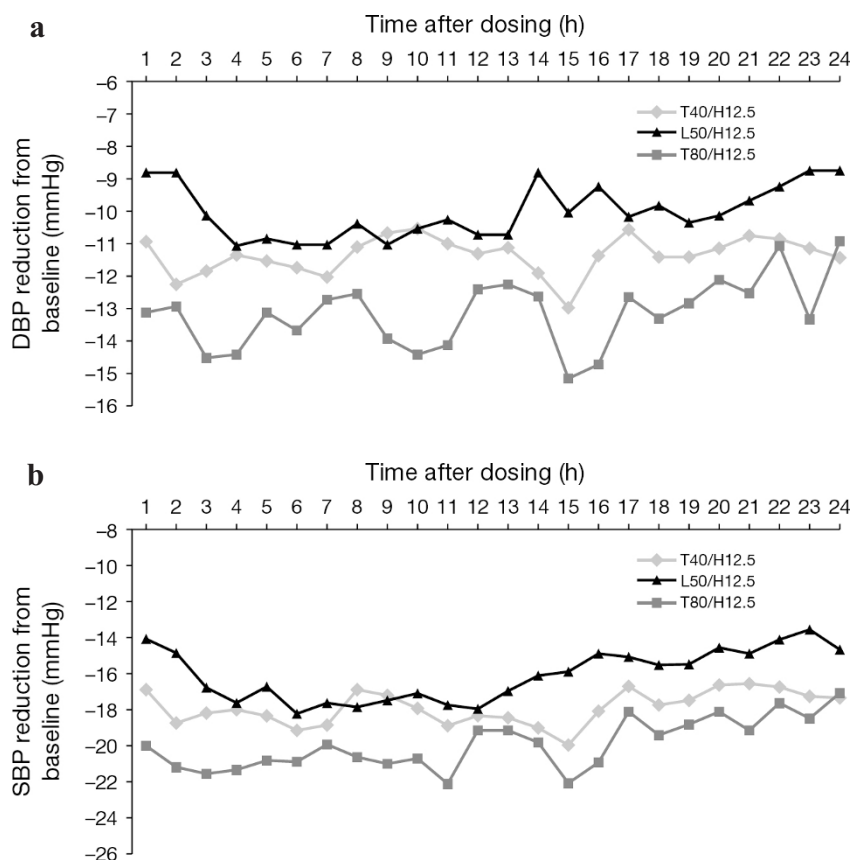 a
Time after dosing (h)
1 2 3 4 5 6 7 8 9 10 11 12 13 14 15 16 17 18 19 20 21 22 23 24
DBP reduction from
baseline (mmHg)
−6
−7
−8
−9
−10
−11
−12
−13
−14
−15
−16
T40/H12.5
L50/H12.5
T80/H12.5
b
Time after dosing (h)
1 2 3 4 5 6 7 8 9 10 11 12 13 14 15 16 17 18 19 20 21 22 23 24
SBP reduction from
baseline (mmHg)
−8
−10
−12
−14
−16
−18
−20
−22
−24
−26
T40/H12.5
L50/H12.5
T80/H12.5